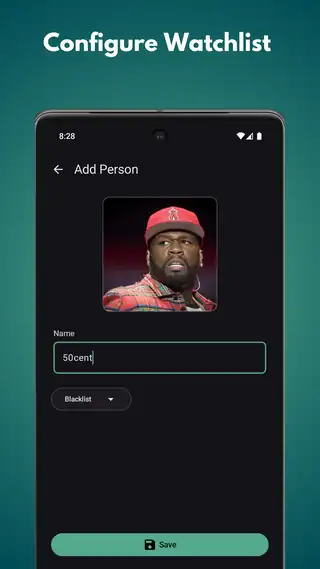 Configure Watchlist
8:28
Add Person
Name
50cent
Blacklist
Save